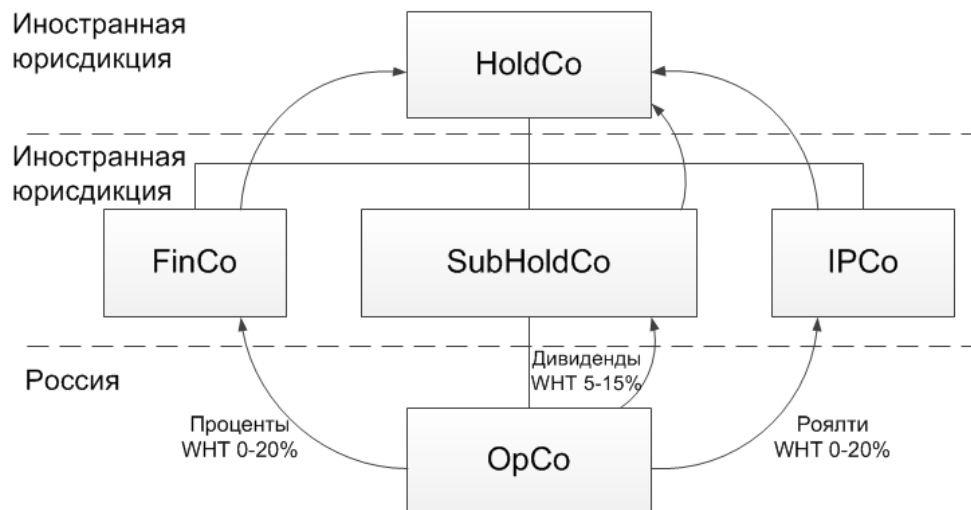 Иностранная
юрисдикция
HoldCo
Иностранная
юрисдикция
FinCo
SubHoldCo
IPCo
Россия
Дивиденды
WHT 5-15%
Проценты
WHT 0-20%
Роялти
WHT 0-20%
OpCo